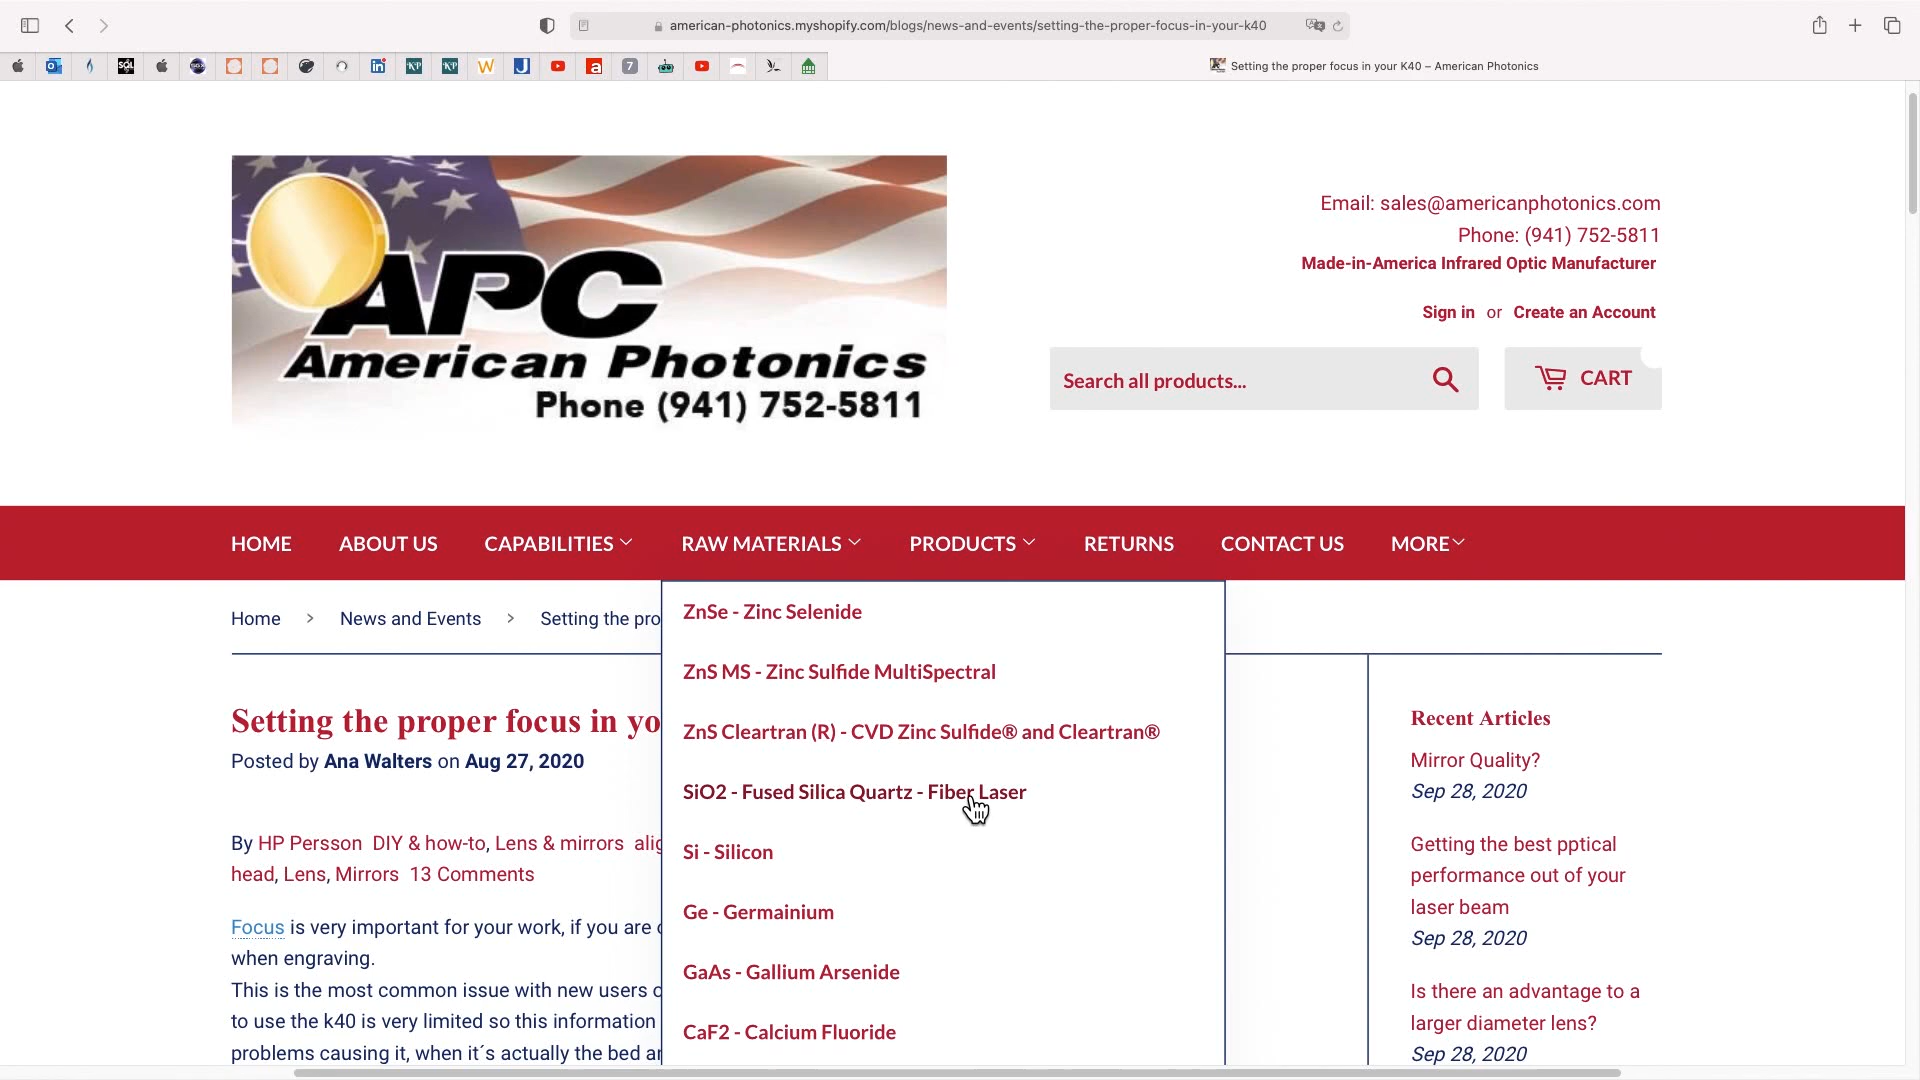 american-photonics.myshopify.com/blogs/news-and-events/setting-the-proper-focus-in-your-k40
SQL
in
KP
KP
W
J
a
7
Setting the proper focus in your K40 – American Photonics
APC
American Photonics
Phone (941) 752-5811
Email: sales@americanphotonics.com
Phone: (941) 752-5811
Made-in-America Infrared Optic Manufacturer
Sign in or Create an Account
Search all products...
CART
HOME ABOUT US CAPABILITIES RAW MATERIALS PRODUCTS RETURNS CONTACT US MORE
Home > News and Events > Setting the pro
ZnSe - Zinc Selenide
ZnS MS - Zinc Sulfide MultiSpectral
ZnS Cleartran (R) - CVD Zinc Sulfide® and Cleartran®
SiO2 - Fused Silica Quartz - Fiber Laser
Si - Silicon
Ge - Germainium
GaAs - Gallium Arsenide
CaF2 - Calcium Fluoride
Setting the proper focus in yo
Posted by Ana Walters on Aug 27, 2020
By HP Persson DIY & how-to, Lens & mirrors alig
head, Lens, Mirrors 13 Comments
Focus is very important for your work, if you are
when engraving.
This is the most common issue with new users
to use the k40 is very limited so this information
problems causing it, when it´s actually the bed ar
Recent Articles
Mirror Quality?
Sep 28, 2020
Getting the best pptical
performance out of your
laser beam
Sep 28, 2020
Is there an advantage to a
larger diameter lens?
Sep 28, 2020